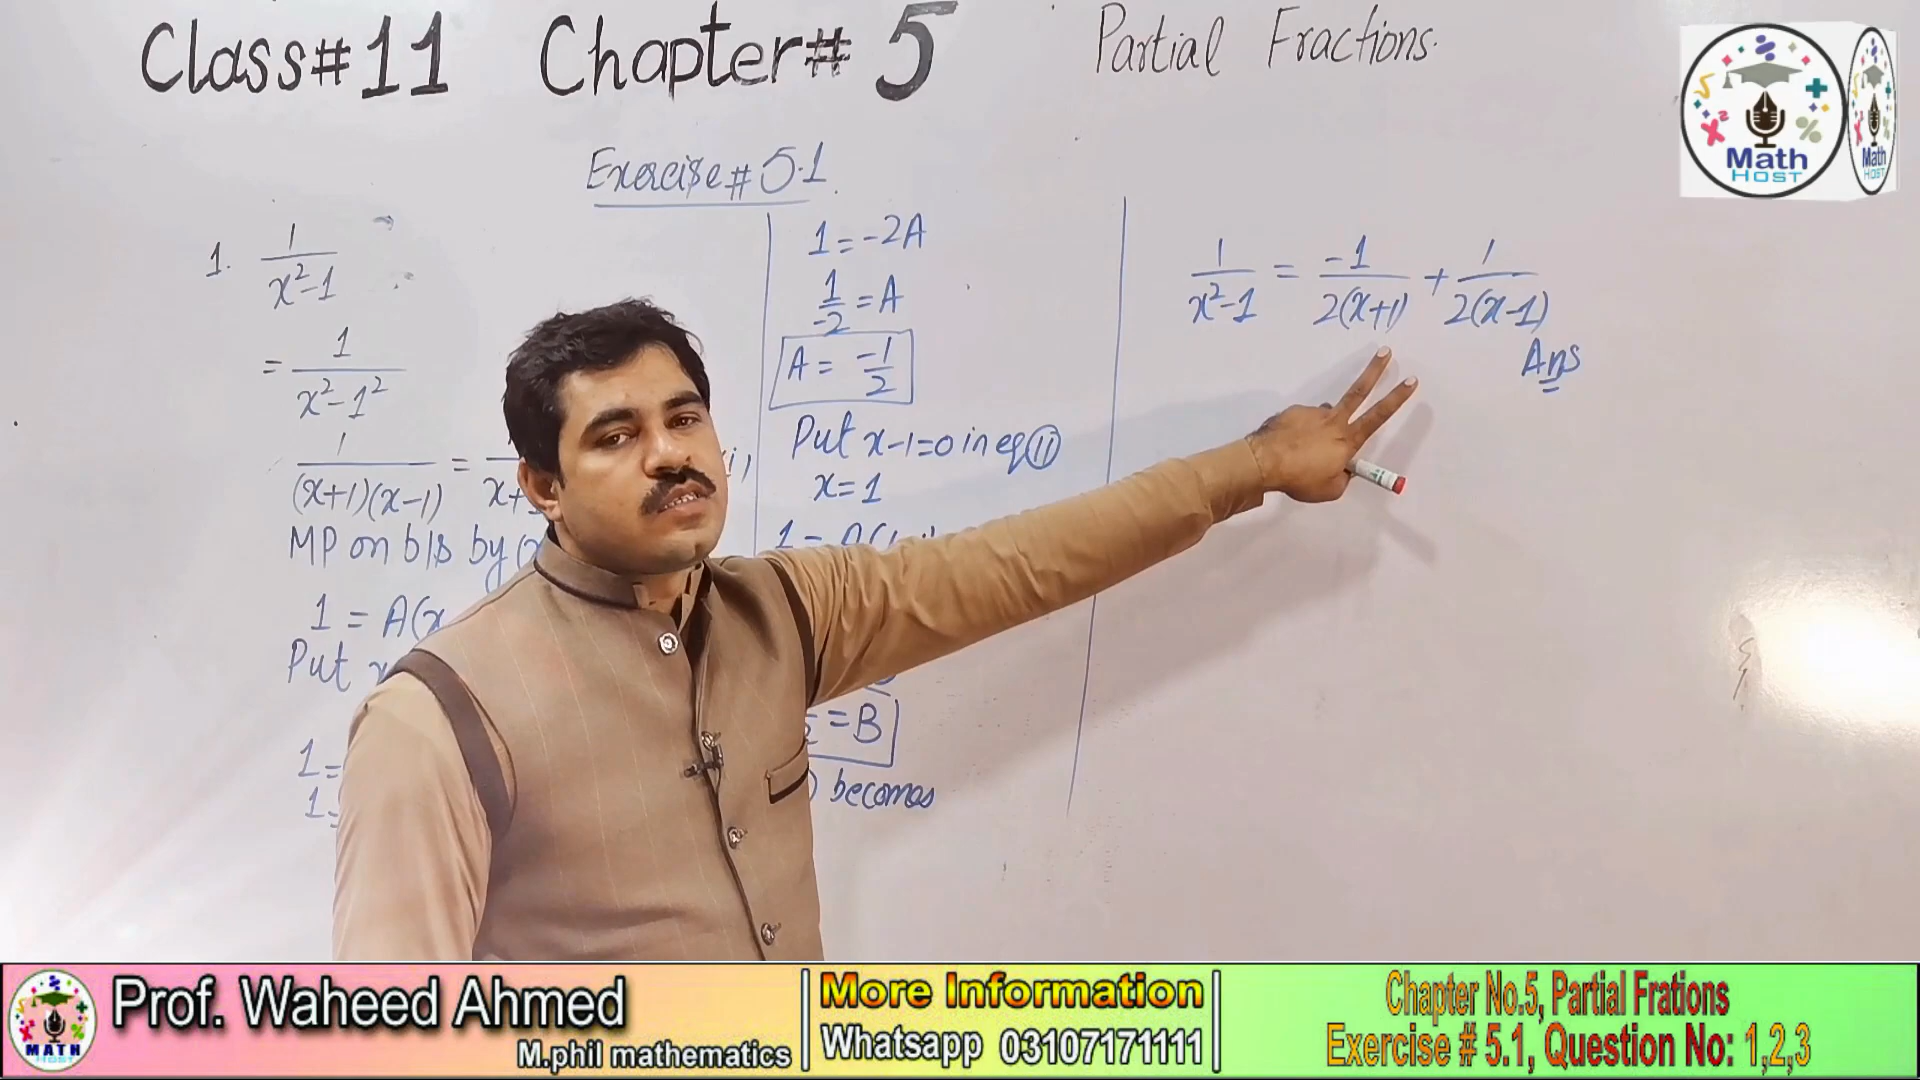 Class#11 Chapter# 5 Partial Fractions.
Math
HOST
Exercise# 5.1
1. 1/(x²-1)
= 1/(x²-1²)
1/((x+1)(x-1)) =
MP on b/s by (x
1 = A(x
Put x
1=
1=
1=-2A
1/-2 = A
A = -1/2
Put x-1=0 in eq (ii)
x=1
= B
becomes
1/(x²-1) = -1/(2(x+1)) + 1/(2(x-1))
Ans
MATH
HOST
Prof. Waheed Ahmed
M.phil mathematics
More Information
Whatsapp 03107171111
Chapter No.5, Partial Frations
Exercise # 5.1, Question No: 1,2,3